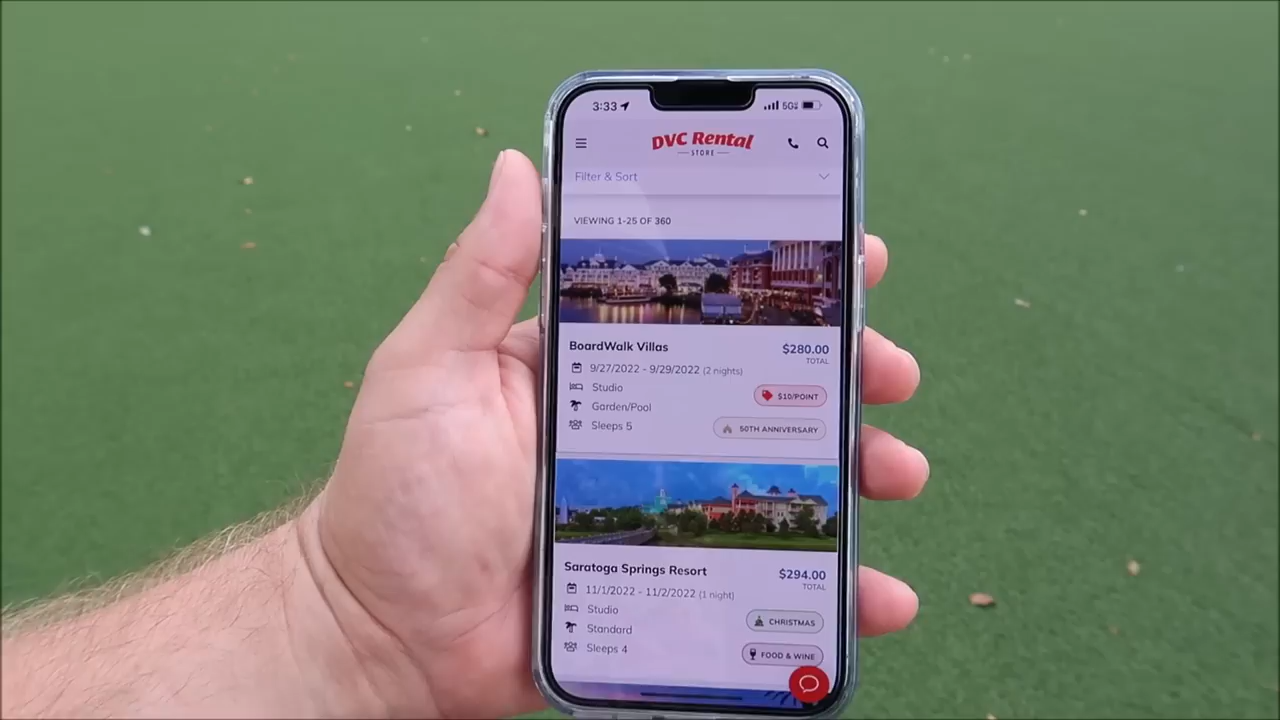 3:33 5G
DVC Rental
STORE
Filter & Sort
VIEWING 1-25 OF 360
BoardWalk Villas $280.00
TOTAL
9/27/2022 - 9/29/2022 (2 nights)
Studio $10/POINT
Garden/Pool
Sleeps 5 50TH ANNIVERSARY
Saratoga Springs Resort $294.00
TOTAL
11/1/2022 - 11/2/2022 (1 night)
Studio CHRISTMAS
Standard
Sleeps 4 FOOD & WINE